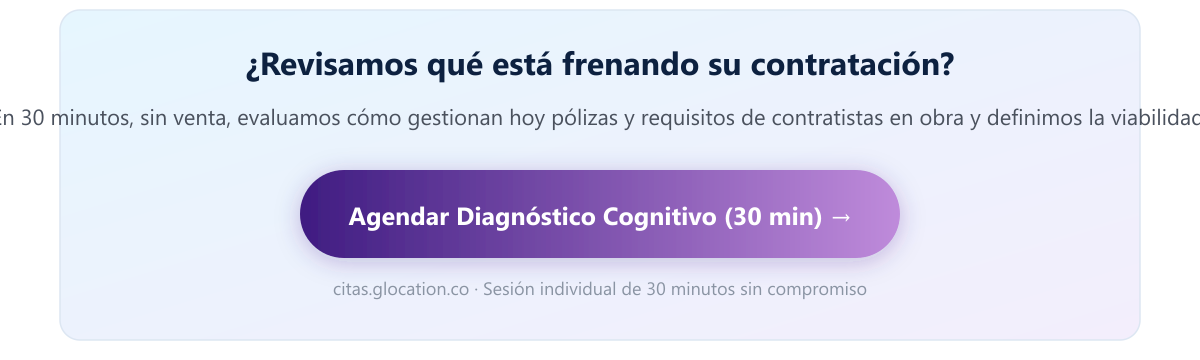 ¿Revisamos qué está frenando su contratación?
En 30 minutos, sin venta, evaluamos cómo gestionan hoy pólizas y requisitos de contratistas en obra y definimos la viabilidad
Agendar Diagnóstico Cognitivo (30 min) →
citas.glocation.co · Sesión individual de 30 minutos sin compromiso